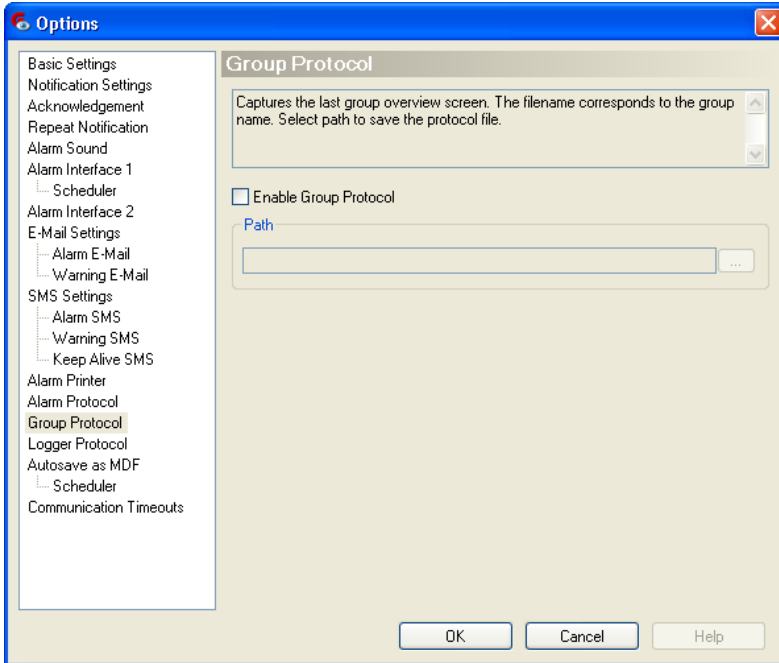 Options
Basic Settings
Notification Settings
Acknowledgement
Repeat Notification
Alarm Sound
Alarm Interface 1
Scheduler
Alarm Interface 2
E-Mail Settings
Alarm E-Mail
Warning E-Mail
SMS Settings
Alarm SMS
Warning SMS
Keep Alive SMS
Alarm Printer
Alarm Protocol
Group Protocol
Logger Protocol
Autosave as MDF
Scheduler
Communication Timeouts
Group Protocol
Captures the last group overview screen. The filename corresponds to the group
name. Select path to save the protocol file.
Enable Group Protocol
Path
...
OK
Cancel
Help